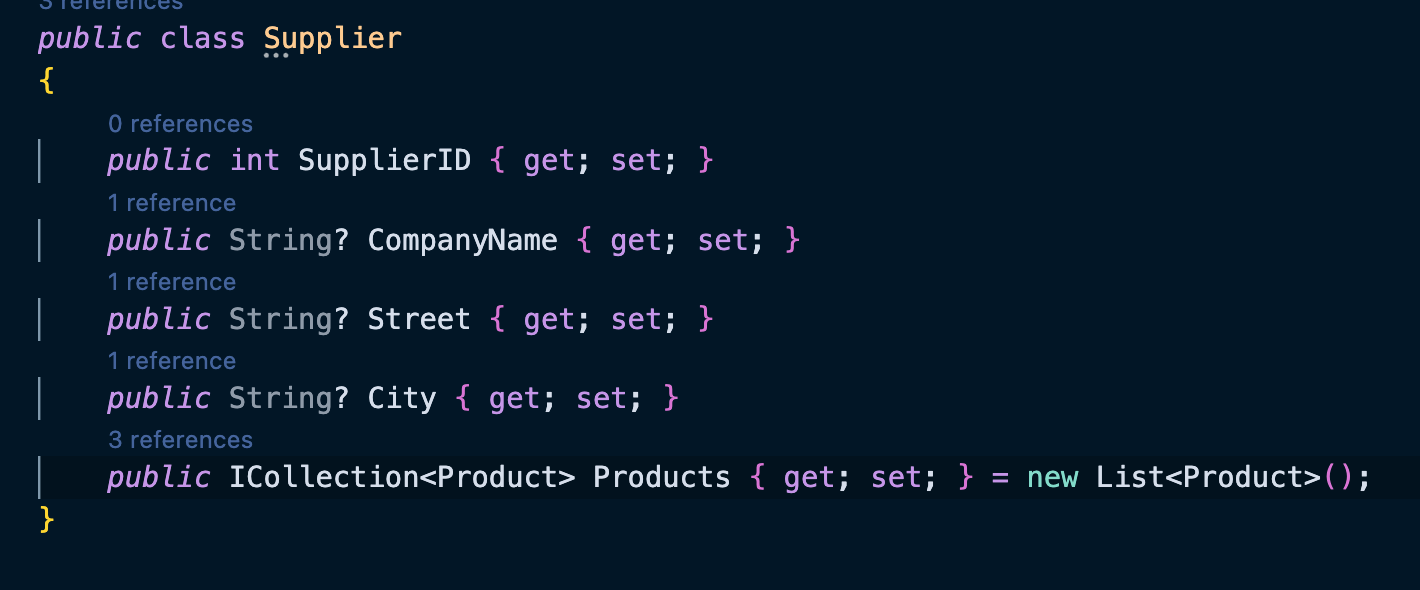 3 references
public class Supplier
{
0 references
public int SupplierID { get; set; }
1 reference
public String? CompanyName { get; set; }
1 reference
public String? Street { get; set; }
1 reference
public String? City { get; set; }
3 references
public ICollection<Product> Products { get; set; } = new List<Product>();
}